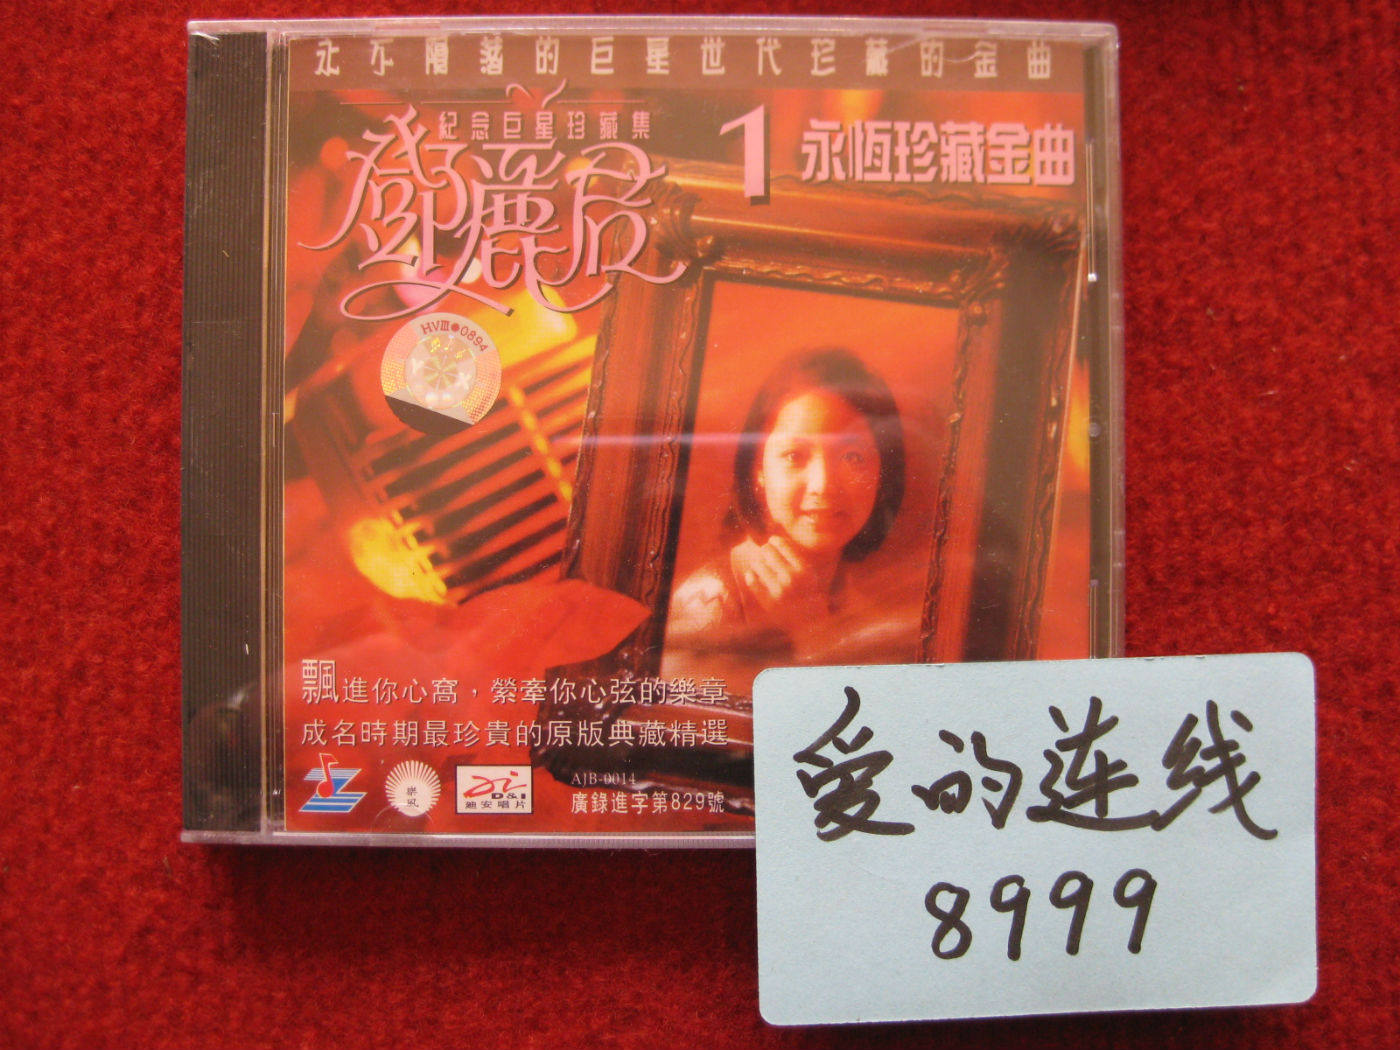 永不隕落的巨星世代珍藏的金曲
紀念巨星珍藏集
鄧麗君
1 永恆珍藏金曲
HVⅢ●0894
飄進你心窩，縈牽你心弦的樂章
成名時期最珍貴的原版典藏精選
樂風
D&I
迪安唱片
AJB-0014
廣錄進字第829號
爱的连线
8999